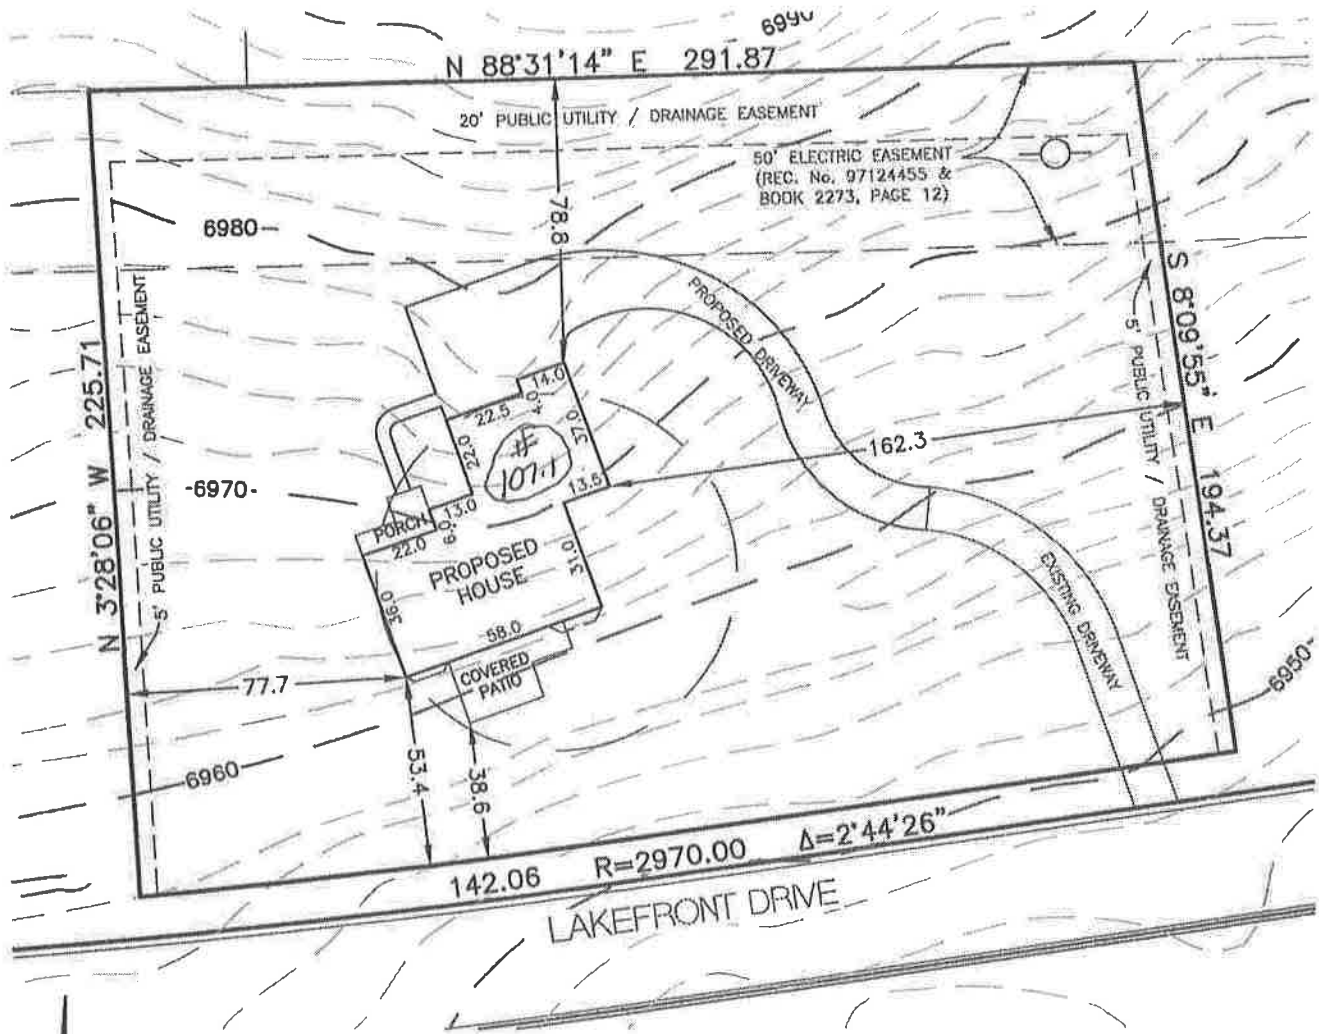 6990
N 88°31'14" E 291.87
20' PUBLIC UTILITY / DRAINAGE EASEMENT
50' ELECTRIC EASEMENT
(REC. No. 97124455 &
BOOK 2273, PAGE 12)
78.8
6980-
5' PUBLIC UTILITY / DRAINAGE EASEMENT
N 3°28'06" W 225.71
S 8°09'55" E 194.37
5' PUBLIC UTILITY / DRAINAGE EASEMENT
PROPOSED DRIVEWAY
14.0
4.0
22.5
37.0
22.0
#
107.1
162.3
-6970-
13.5
13.0
PORCH
22.0
6.0
PROPOSED
HOUSE
31.0
36.0
58.0
EXISTING DRIVEWAY
COVERED
PATIO
77.7
6950-
6960
53.4
38.6
142.06 R=2970.00 Δ=2°44'26"
LAKEFRONT DRIVE